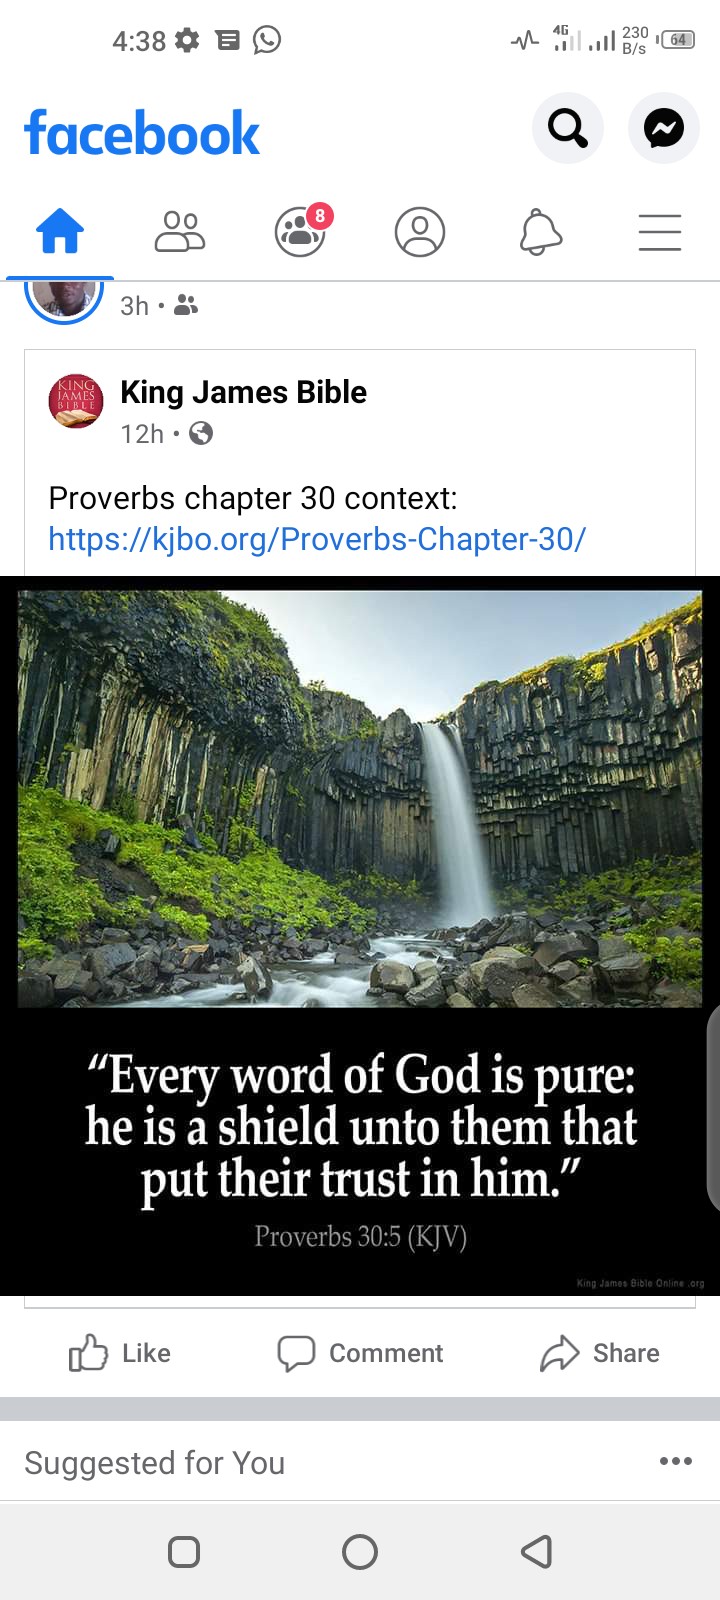 4:38
4G
230
B/s
64
facebook
8
3h •
KING
JAMES
BIBLE
King James Bible
12h •
Proverbs chapter 30 context:
https://kjbo.org/Proverbs-Chapter-30/
“Every word of God is pure:
he is a shield unto them that
put their trust in him.”
Proverbs 30:5 (KJV)
King James Bible Online .org
Like
Comment
Share
Suggested for You